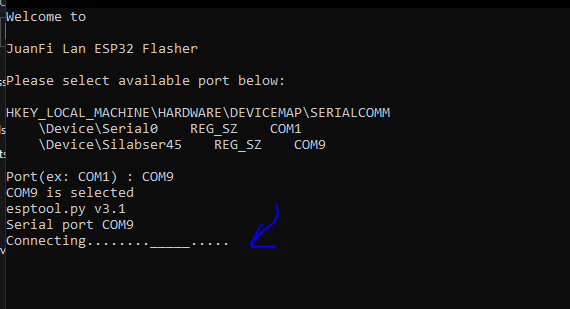 Welcome to
JuanFi Lan ESP32 Flasher
Please select available port below:
HKEY_LOCAL_MACHINE\HARDWARE\DEVICEMAP\SERIALCOMM
\Device\Serial0 REG_SZ COM1
\Device\Silabser45 REG_SZ COM9
Port(ex: COM1) : COM9
COM9 is selected
esptool.py v3.1
Serial port COM9
Connecting........_____.....